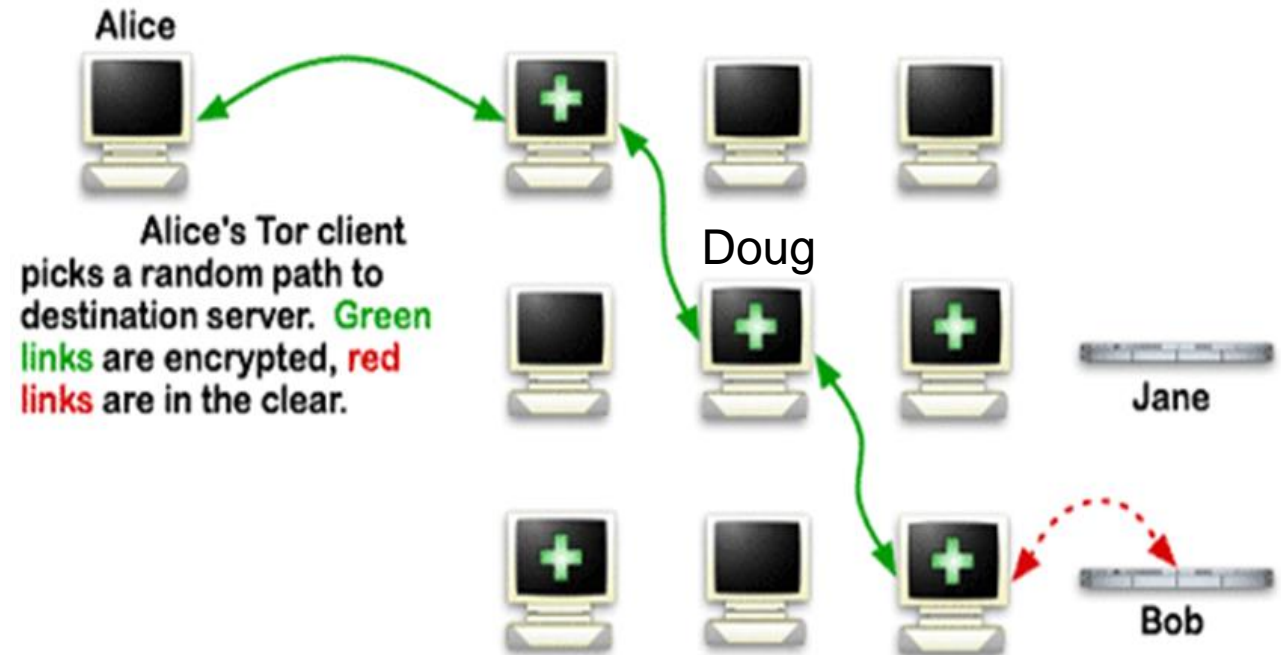 Alice
Alice's Tor client
picks a random path to
destination server. Green
links are encrypted, red
links are in the clear.
Doug
Jane
Bob